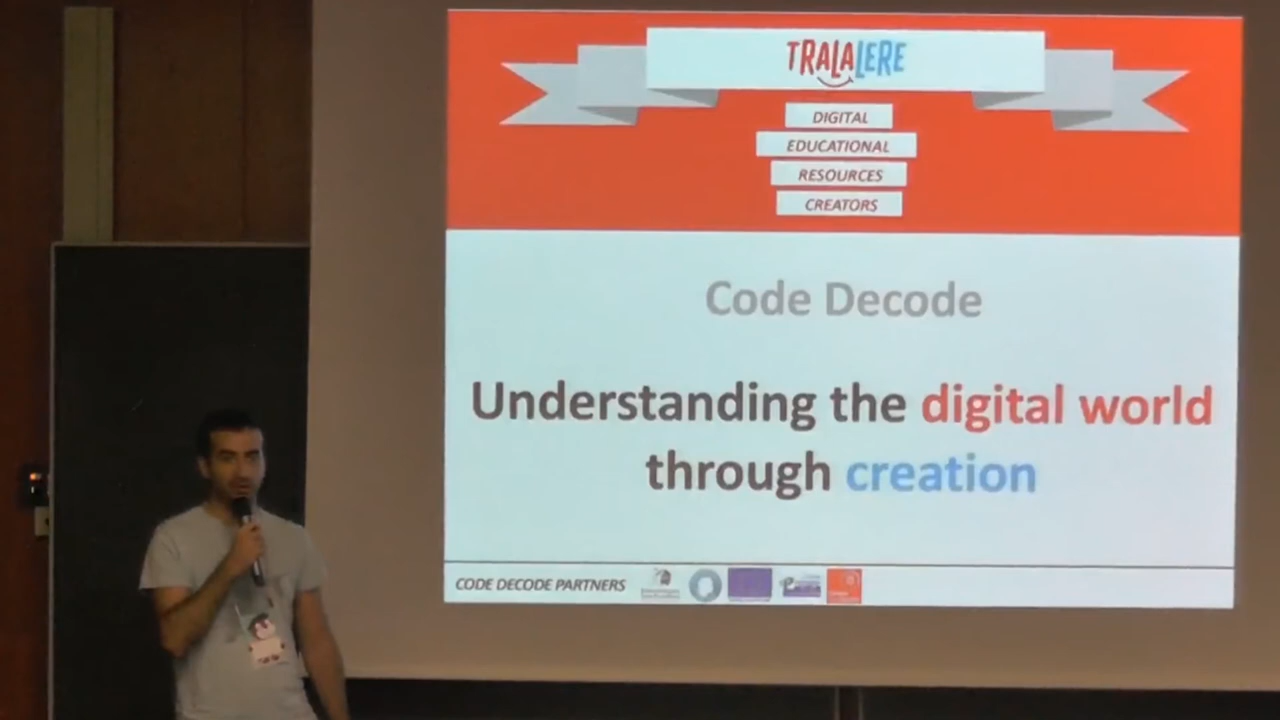 TRALALERE
DIGITAL
EDUCATIONAL
RESOURCES
CREATORS
Code Decode
Understanding the digital world
through creation
CODE DECODE PARTNERS